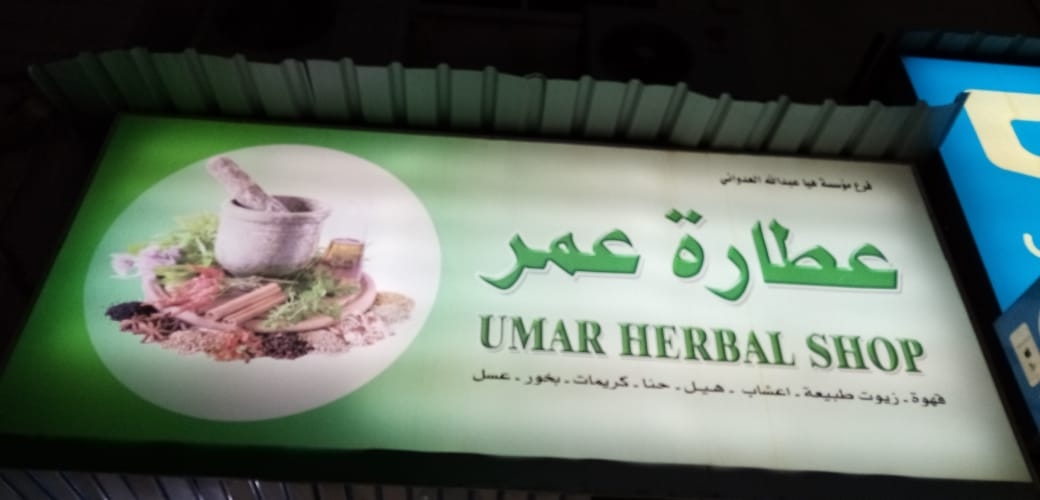 فرع مؤسسة هيا عبدالله العدواني
عطارة عمر
UMAR HERBAL SHOP
قهوة - زيوت طبيعة - اعشاب - هيل - حنا - كريمات - بخور - عسل